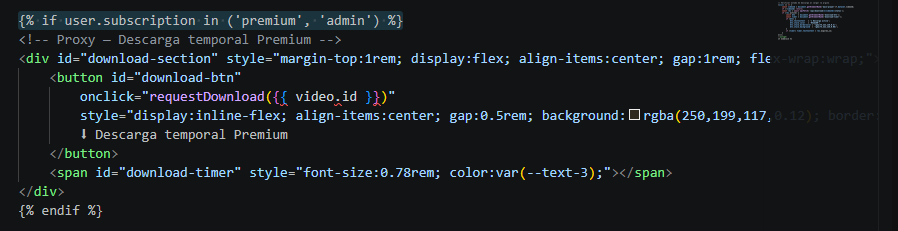 {% if user.subscription in ('premium', 'admin') %}
<!-- Proxy — Descarga temporal Premium -->
<div id="download-section" style="margin-top:1rem; display:flex; align-items:center; gap:1rem; flex-wrap:wrap;"
<button id="download-btn"
onclick="requestDownload({{ video.id }})"
style="display:inline-flex; align-items:center; gap:0.5rem; background:rgba(250,199,117,0.12); border:
⬇ Descarga temporal Premium
</button>
<span id="download-timer" style="font-size:0.78rem; color:var(--text-3);"></span>
</div>
{% endif %}